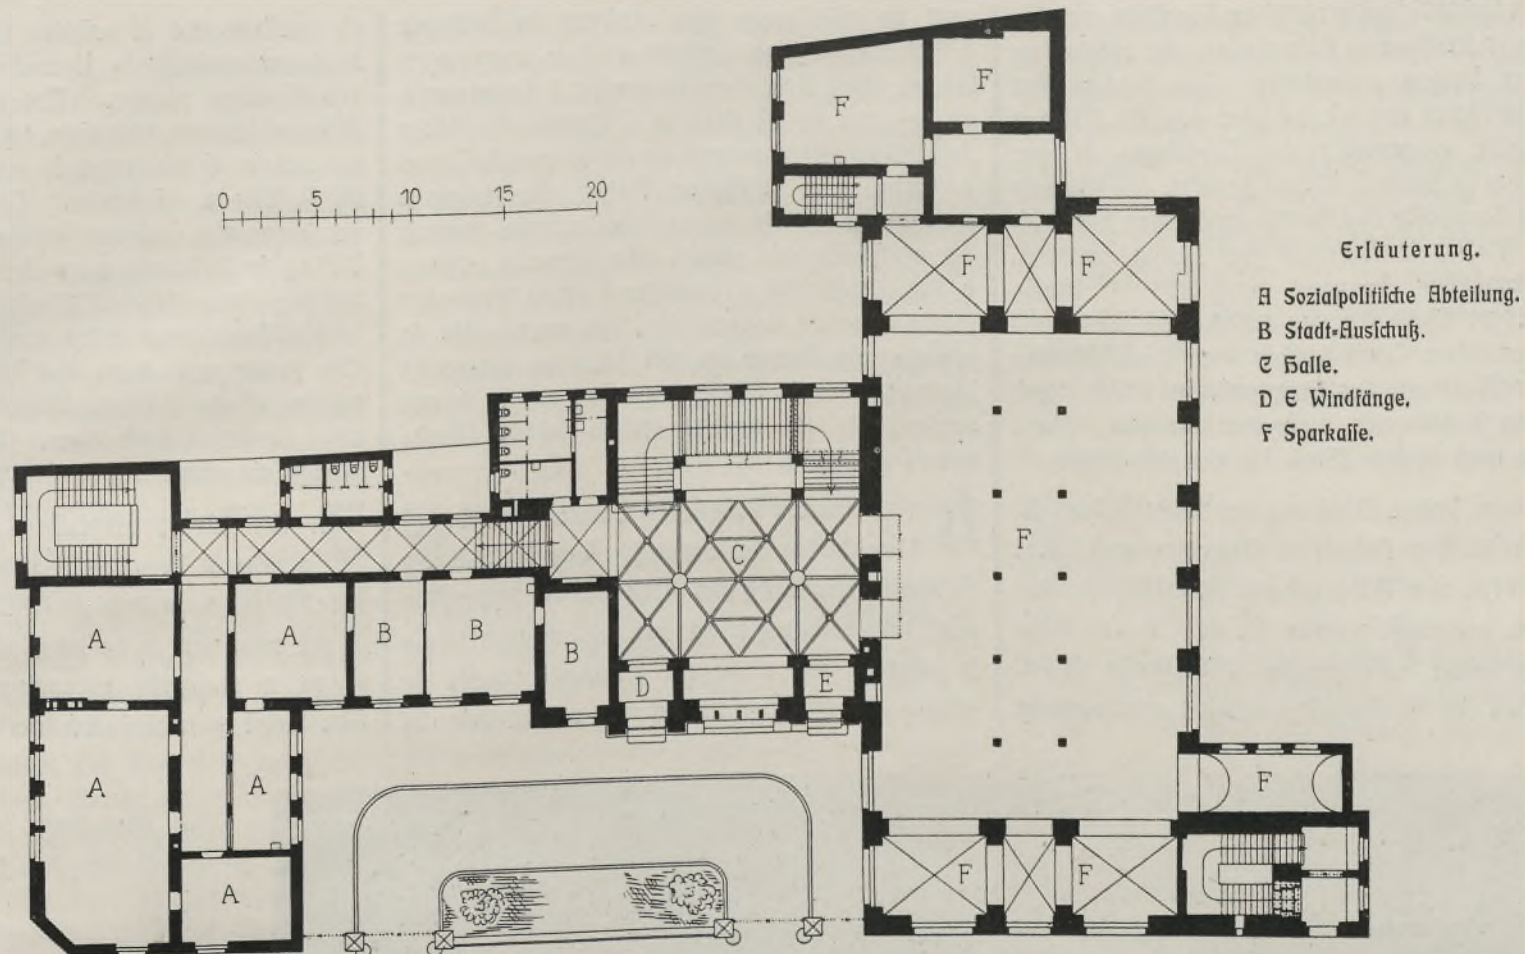 F
F
0 5 10 15 20
F F
Erläuterung.
A Sozialpolitische Abteilung.
B Stadt=Ausschuß.
C Halle.
D E Windfänge.
F Sparkasse.
C
F
A A B B B
D E
A A
F
A
F F